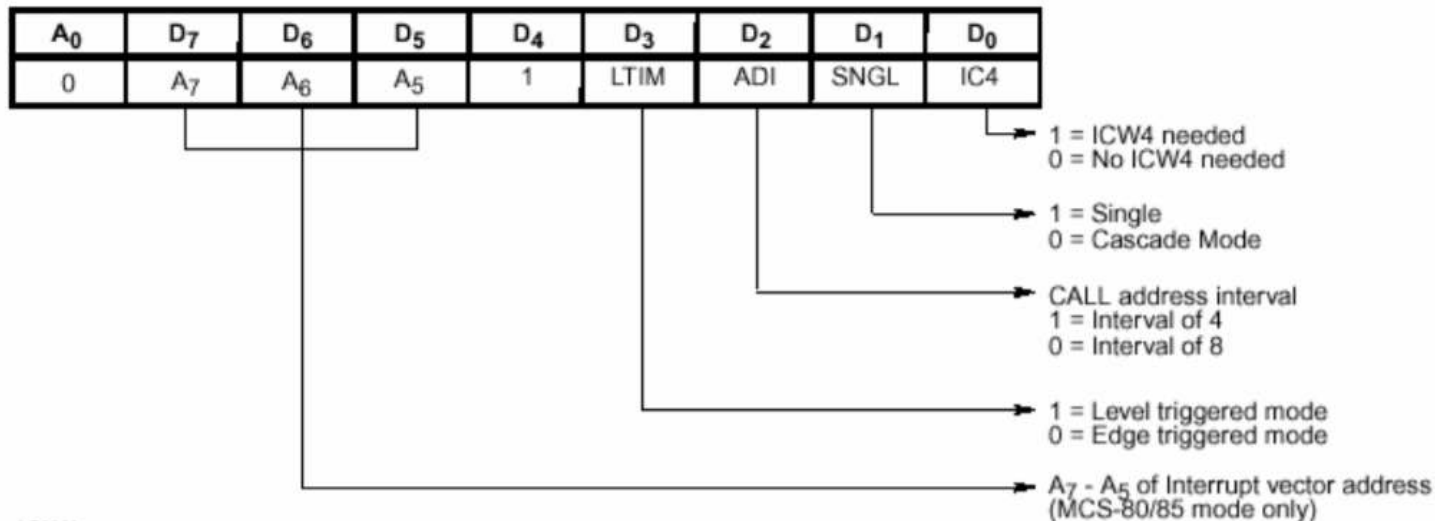 A0 D7 D6 D5 D4 D3 D2 D1 D0
0 A7 A6 A5 1 LTIM ADI SNGL IC4
1 = ICW4 needed
0 = No ICW4 needed
1 = Single
0 = Cascade Mode
CALL address interval
1 = Interval of 4
0 = Interval of 8
1 = Level triggered mode
0 = Edge triggered mode
A7 - A5 of Interrupt vector address
(MCS-80/85 mode only)